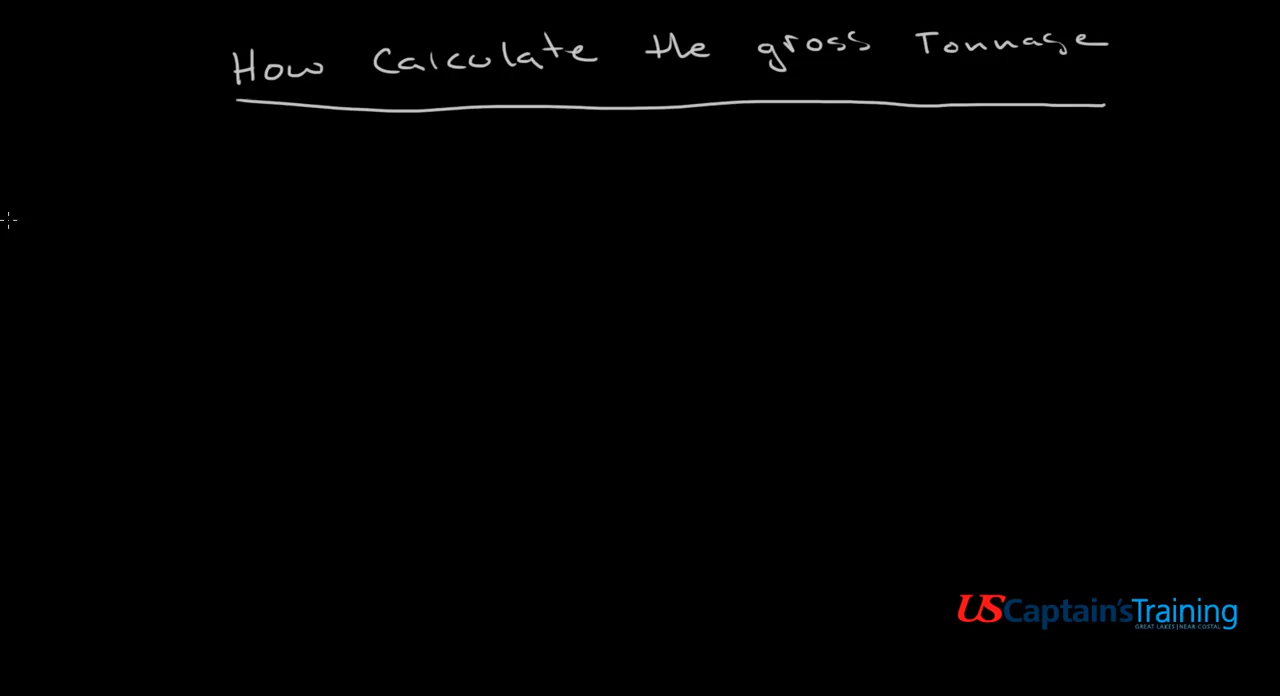 How Calculate the gross Tonnage
USCaptain'sTraining
GREAT LAKES|NEAR COSTAL